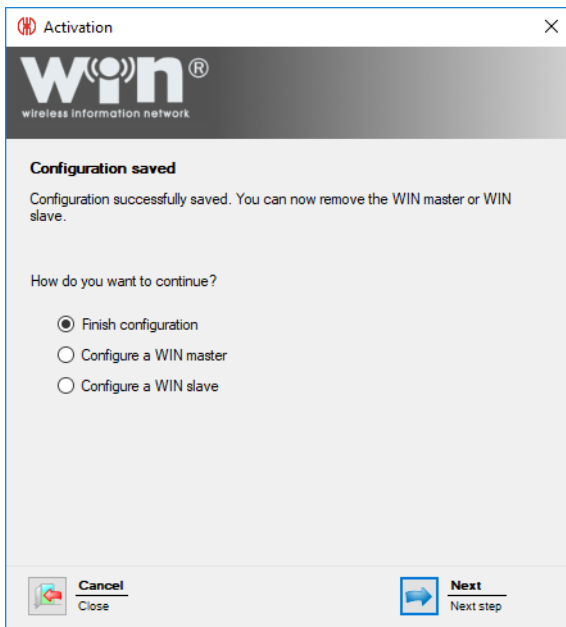 Activation
WIN®
wireless information network
Configuration saved
Configuration successfully saved. You can now remove the WIN master or WIN
slave.
How do you want to continue?
Finish configuration
Configure a WIN master
Configure a WIN slave
Cancel
Close
Next
Next step